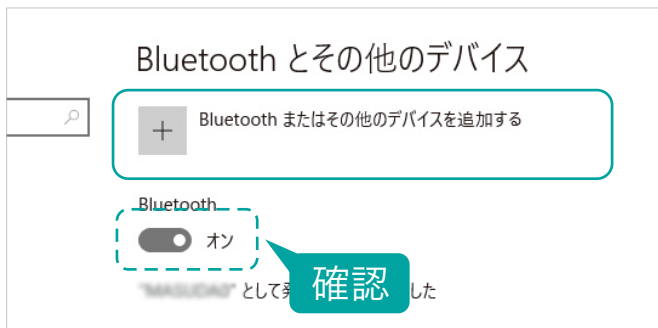 Bluetooth とその他のデバイス
Bluetooth またはその他のデバイスを追加する
Bluetooth
オン
として発 した
確認